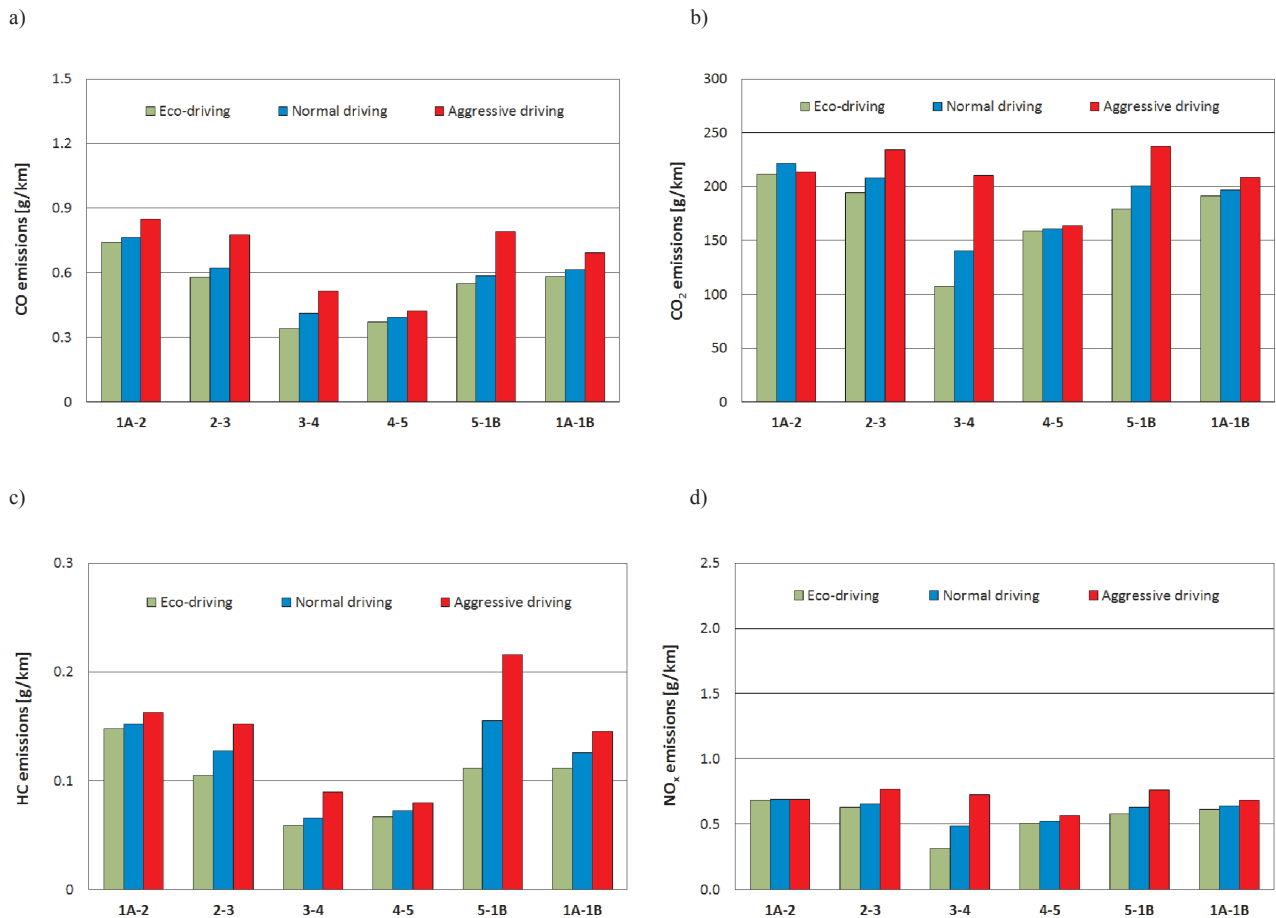 a)
CO emissions [g/km]
1.5
1.2
0.9
0.6
0.3
0
Eco-driving Normal driving Aggressive driving
1A-2 2-3 3-4 4-5 5-1B 1A-1B
b)
CO₂ emissions [g/km]
300
250
200
150
100
50
0
Eco-driving Normal driving Aggressive driving
1A-2 2-3 3-4 4-5 5-1B 1A-1B
c)
HC emissions [g/km]
0.3
0.2
0.1
0
Eco-driving Normal driving Aggressive driving
1A-2 2-3 3-4 4-5 5-1B 1A-1B
d)
NOₓ emissions [g/km]
2.5
2.0
1.5
1.0
0.5
0.0
Eco-driving Normal driving Aggressive driving
1A-2 2-3 3-4 4-5 5-1B 1A-1B